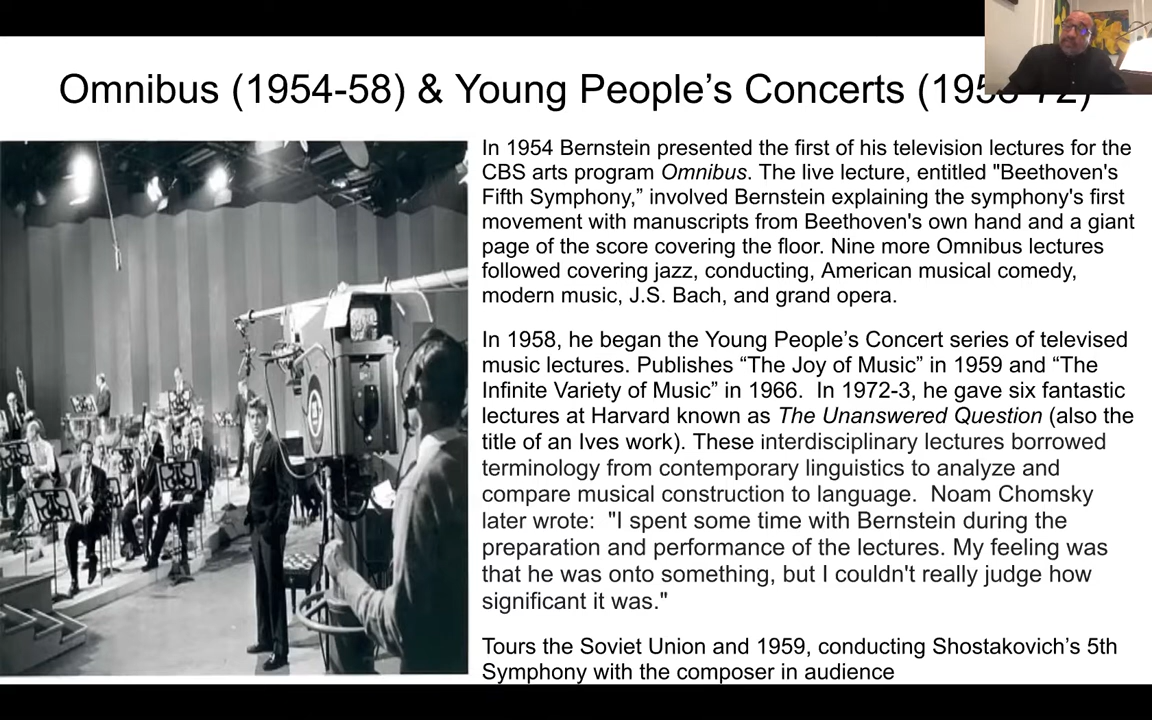 Omnibus (1954-58) & Young People's Concerts
In 1954 Bernstein presented the first of his television lectures for the
CBS arts program Omnibus. The live lecture, entitled "Beethoven's
Fifth Symphony,” involved Bernstein explaining the symphony's first
movement with manuscripts from Beethoven's own hand and a giant
page of the score covering the floor. Nine more Omnibus lectures
followed covering jazz, conducting, American musical comedy,
modern music, J.S. Bach, and grand opera.
In 1958, he began the Young People’s Concert series of televised
music lectures. Publishes “The Joy of Music” in 1959 and “The
Infinite Variety of Music” in 1966.  In 1972-3, he gave six fantastic
lectures at Harvard known as The Unanswered Question (also the
title of an Ives work). These interdisciplinary lectures borrowed
terminology from contemporary linguistics to analyze and
compare musical construction to language.  Noam Chomsky
later wrote:  "I spent some time with Bernstein during the
preparation and performance of the lectures. My feeling was
that he was onto something, but I couldn't really judge how
significant it was."
Tours the Soviet Union and 1959, conducting Shostakovich’s 5th
Symphony with the composer in audience